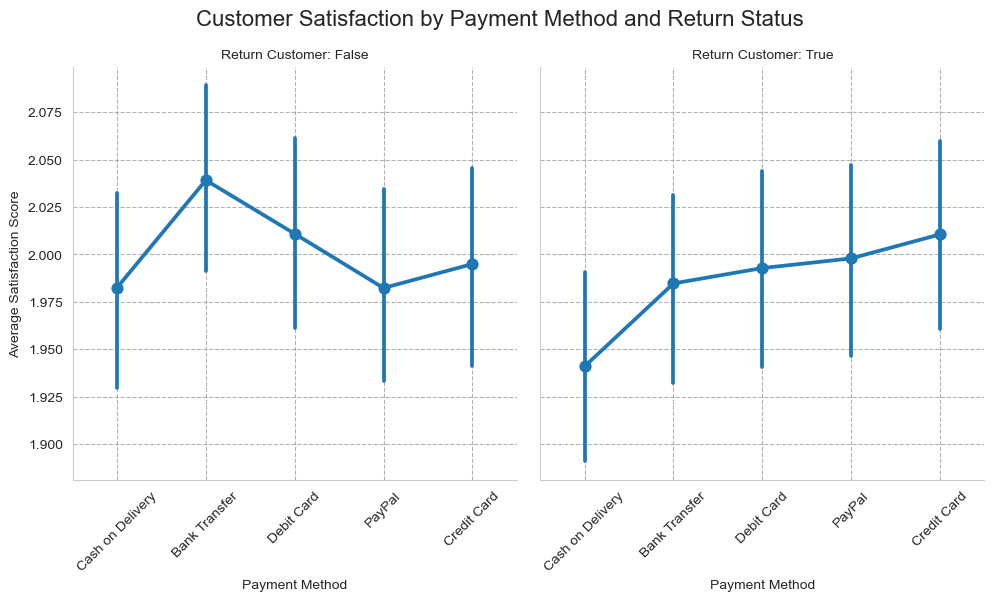 Customer Satisfaction by Payment Method and Return Status
Return Customer: False
Return Customer: True
Average Satisfaction Score
2.075
2.050
2.025
2.000
1.975
1.950
1.925
1.900
Cash on Delivery
Bank Transfer
Debit Card
PayPal
Credit Card
Cash on Delivery
Bank Transfer
Debit Card
PayPal
Credit Card
Payment Method
Payment Method